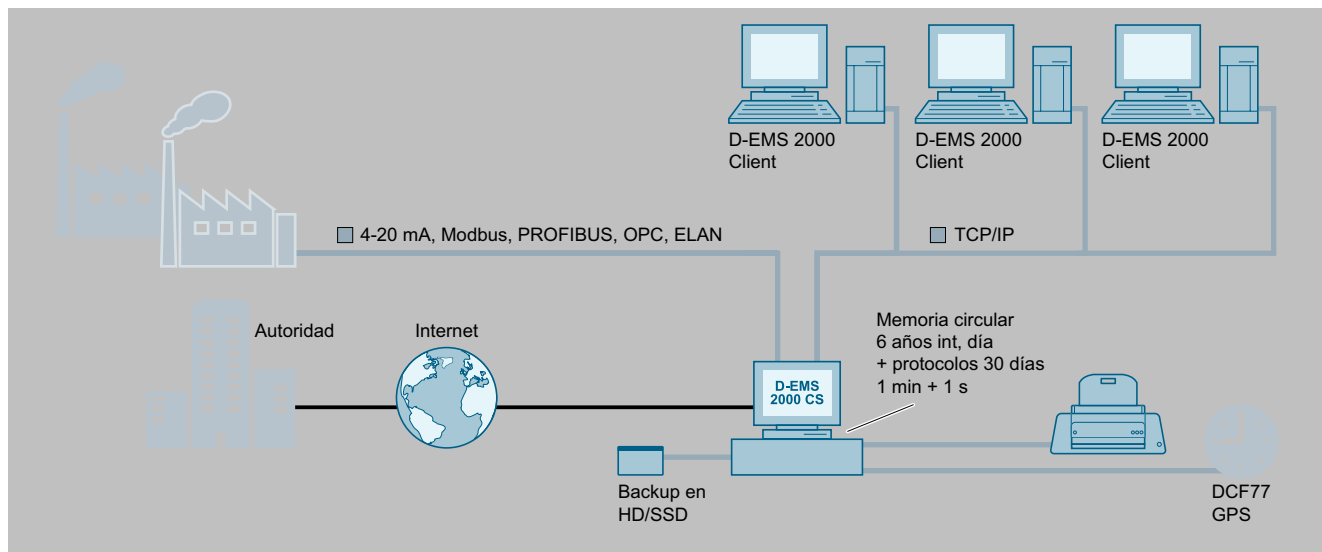 D-EMS 2000
Client
D-EMS 2000
Client
D-EMS 2000
Client
4-20 mA, Modbus, PROFIBUS, OPC, ELAN
TCP/IP
Autoridad
Internet
Memoria circular
6 años int, día
+ protocolos 30 días
1 min + 1 s
D-EMS
2000 CS
Backup en
HD/SSD
DCF77
GPS